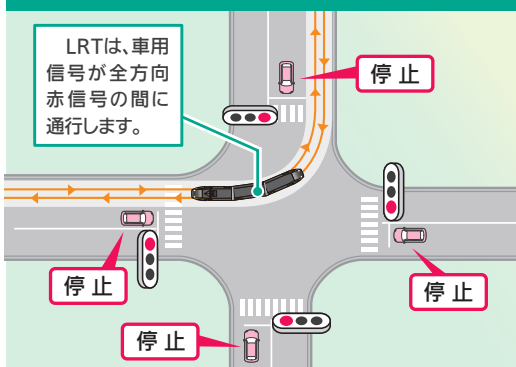 LRTは、車用
信号が全方向
赤信号の間に
通行します。
停止
停止
停止
停止